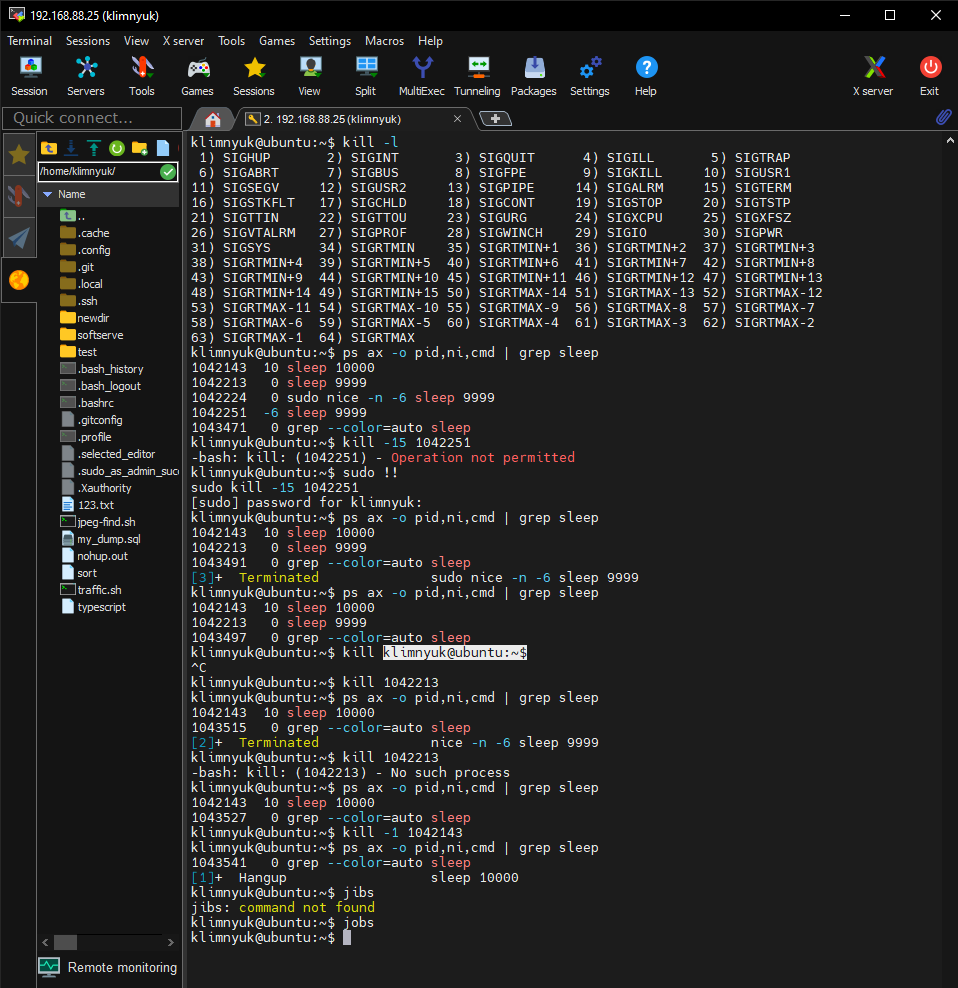 192.168.88.25 (klimnyuk)
Terminal Sessions View X server Tools Games Settings Macros Help
Session Servers Tools Games Sessions View Split MultiExec Tunneling Packages Settings Help X server Exit
Quick connect...
2. 192.168.88.25 (klimnyuk)
/home/klimnyuk/
Name
..
.cache
.config
.git
.local
.ssh
newdir
softserve
test
.bash_history
.bash_logout
.bashrc
.gitconfig
.profile
.selected_editor
.sudo_as_admin_succ
.Xauthority
123.txt
jpeg-find.sh
my_dump.sql
nohup.out
sort
traffic.sh
typescript
Remote monitoring
klimnyuk@ubuntu:~$ kill -l
1) SIGHUP 2) SIGINT 3) SIGQUIT 4) SIGILL 5) SIGTRAP
6) SIGABRT 7) SIGBUS 8) SIGFPE 9) SIGKILL 10) SIGUSR1
11) SIGSEGV 12) SIGUSR2 13) SIGPIPE 14) SIGALRM 15) SIGTERM
16) SIGSTKFLT 17) SIGCHLD 18) SIGCONT 19) SIGSTOP 20) SIGTSTP
21) SIGTTIN 22) SIGTTOU 23) SIGURG 24) SIGXCPU 25) SIGXFSZ
26) SIGVTALRM 27) SIGPROF 28) SIGWINCH 29) SIGIO 30) SIGPWR
31) SIGSYS 34) SIGRTMIN 35) SIGRTMIN+1 36) SIGRTMIN+2 37) SIGRTMIN+3
38) SIGRTMIN+4 39) SIGRTMIN+5 40) SIGRTMIN+6 41) SIGRTMIN+7 42) SIGRTMIN+8
43) SIGRTMIN+9 44) SIGRTMIN+10 45) SIGRTMIN+11 46) SIGRTMIN+12 47) SIGRTMIN+13
48) SIGRTMIN+14 49) SIGRTMIN+15 50) SIGRTMAX-14 51) SIGRTMAX-13 52) SIGRTMAX-12
53) SIGRTMAX-11 54) SIGRTMAX-10 55) SIGRTMAX-9 56) SIGRTMAX-8 57) SIGRTMAX-7
58) SIGRTMAX-6 59) SIGRTMAX-5 60) SIGRTMAX-4 61) SIGRTMAX-3 62) SIGRTMAX-2
63) SIGRTMAX-1 64) SIGRTMAX
klimnyuk@ubuntu:~$ ps ax -o pid,ni,cmd | grep sleep
1042143 10 sleep 10000
1042213 0 sleep 9999
1042224 0 sudo nice -n -6 sleep 9999
1042251 -6 sleep 9999
1043471 0 grep --color=auto sleep
klimnyuk@ubuntu:~$ kill -15 1042251
-bash: kill: (1042251) - Operation not permitted
klimnyuk@ubuntu:~$ sudo !!
sudo kill -15 1042251
[sudo] password for klimnyuk:
klimnyuk@ubuntu:~$ ps ax -o pid,ni,cmd | grep sleep
1042143 10 sleep 10000
1042213 0 sleep 9999
1043491 0 grep --color=auto sleep
[3]+ Terminated sudo nice -n -6 sleep 9999
klimnyuk@ubuntu:~$ ps ax -o pid,ni,cmd | grep sleep
1042143 10 sleep 10000
1042213 0 sleep 9999
1043497 0 grep --color=auto sleep
klimnyuk@ubuntu:~$ kill klimnyuk@ubuntu:~$
^C
klimnyuk@ubuntu:~$ kill 1042213
klimnyuk@ubuntu:~$ ps ax -o pid,ni,cmd | grep sleep
1042143 10 sleep 10000
1043515 0 grep --color=auto sleep
[2]+ Terminated nice -n -6 sleep 9999
klimnyuk@ubuntu:~$ kill 1042213
-bash: kill: (1042213) - No such process
klimnyuk@ubuntu:~$ ps ax -o pid,ni,cmd | grep sleep
1042143 10 sleep 10000
1043527 0 grep --color=auto sleep
klimnyuk@ubuntu:~$ kill -1 1042143
klimnyuk@ubuntu:~$ ps ax -o pid,ni,cmd | grep sleep
1043541 0 grep --color=auto sleep
[1]+ Hangup sleep 10000
klimnyuk@ubuntu:~$ jibs
jibs: command not found
klimnyuk@ubuntu:~$ jobs
klimnyuk@ubuntu:~$